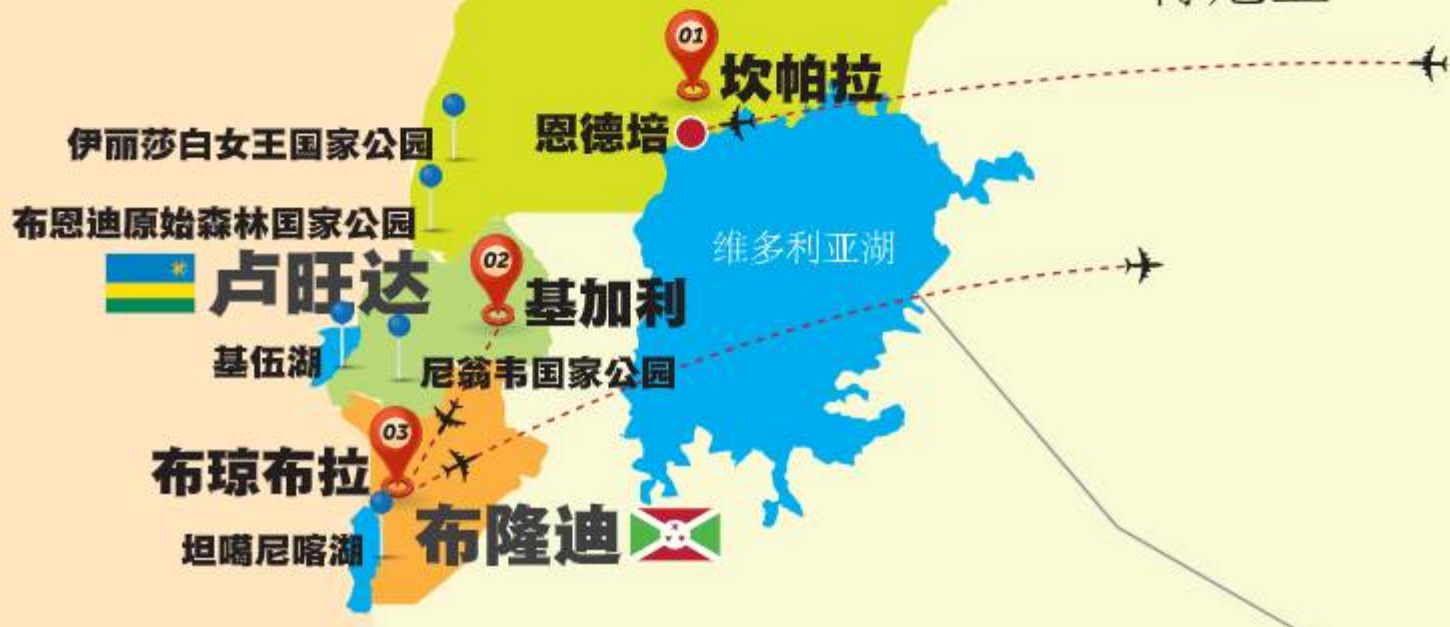 01
坎帕拉
恩德培
伊丽莎白女王国家公园
布恩迪原始森林国家公园
维多利亚湖
卢旺达
02
基加利
基伍湖
尼翁韦国家公园
03
布琼布拉
布隆迪
坦噶尼喀湖